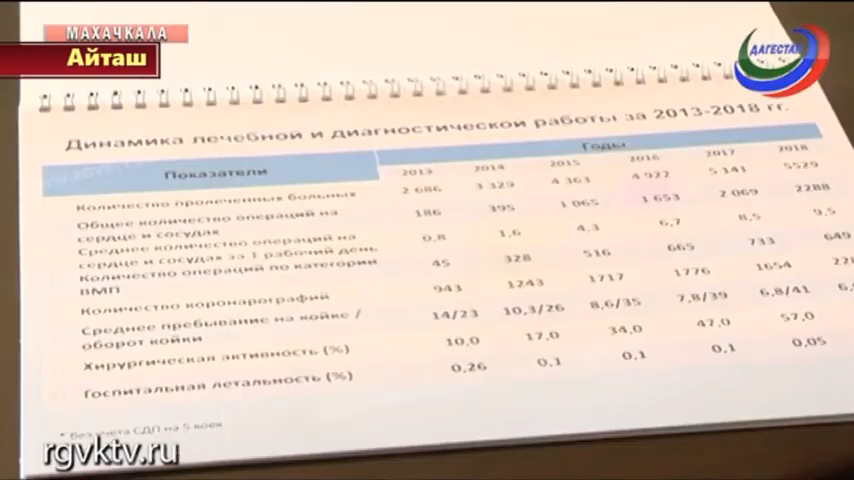 МАХАЧКАЛА
Айташ
ДАГЕСТАН
Динамика лечебной и диагностической работы за 2013-2018 гг.
Показатели Годы
2013 2014 2015 2016 2017 2018
Количество пролеченных больных 2 686 3 329 4 363 4 922 5 141 5529
Общее количество операций на
сердце и сосудах 186 395 1 065 1 653 2 069 2288
Среднее количество операций на
сердце и сосудах за 1 рабочий день 0,8 1,6 4,3 6,7 8,5 9,5
Количество операций по категории
ВМП 45 328 516 665 733 649
Количество коронарографий 943 1243 1717 1776 1654
Среднее пребывание на койке /
оборот койки 14/23 10,3/26 8,6/35 7,8/39 6,8/41
Хирургическая активность (%) 10,0 17,0 34,0 47,0 57,0
Госпитальная летальность (%) 0,26 0,1 0,1 0,1 0,05
* без учета СДП на 5 коек
rgvktv.ru